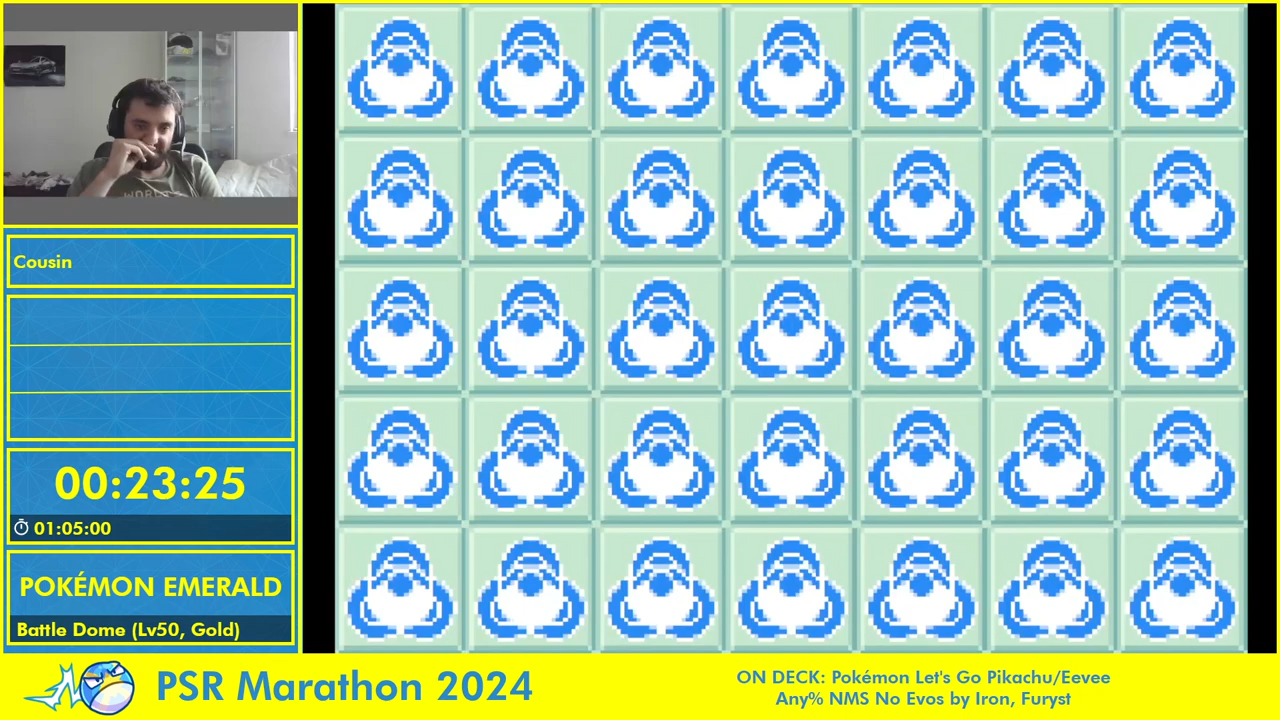 WORLD
Cousin
00:23:25
01:05:00
POKÉMON EMERALD
Battle Dome (Lv50, Gold)
PSR Marathon 2024
ON DECK: Pokémon Let's Go Pikachu/Eevee
Any% NMS No Evos by Iron, Furyst